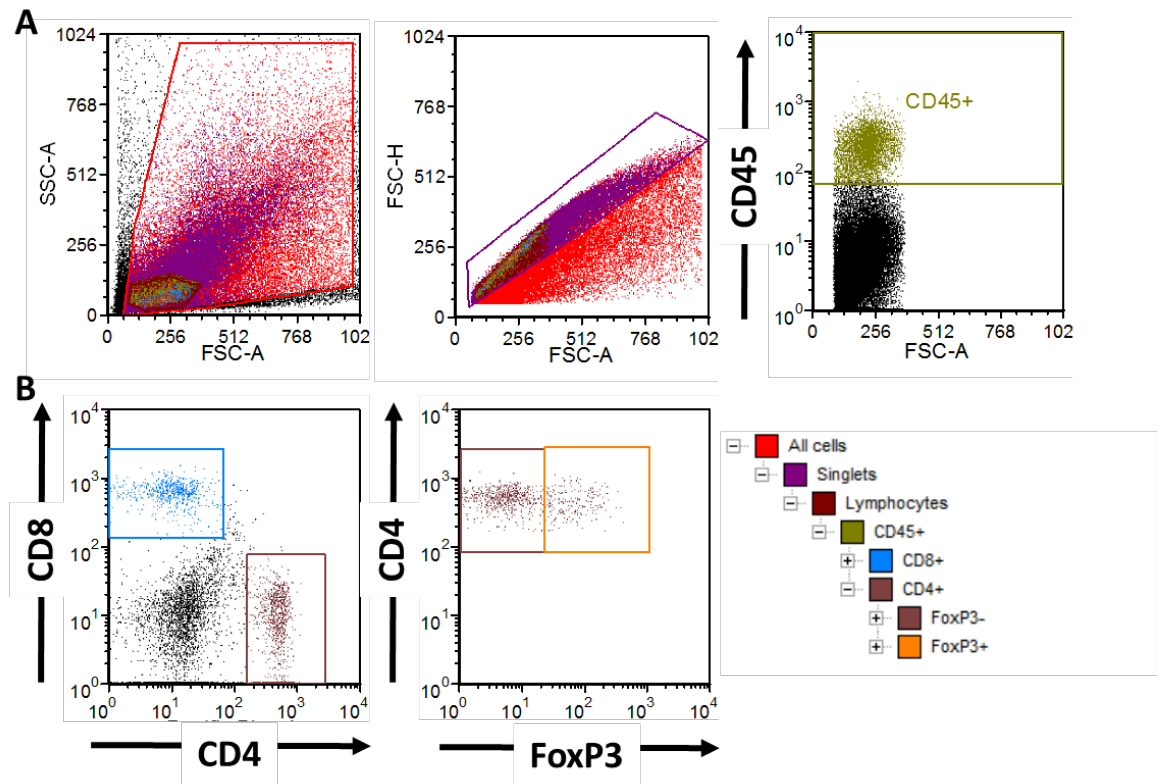 A
1024
768
512
256
0
SSC-A
0 256 512 768 102
FSC-A
1024
768
512
256
0
FSC-H
0 256 512 768 102
FSC-A
10^4
10^3
10^2
10^1
10^0
CD45
CD45+
0 256 512 768 102
FSC-A
B
10^4
10^3
10^2
10^1
10^0
CD8
10^0 10^1 10^2 10^3 10^4
CD4
10^4
10^3
10^2
10^1
10^0
CD4
10^0 10^1 10^2 10^3 10^4
FoxP3
All cells
Singlets
Lymphocytes
CD45+
CD8+
CD4+
FoxP3-
FoxP3+